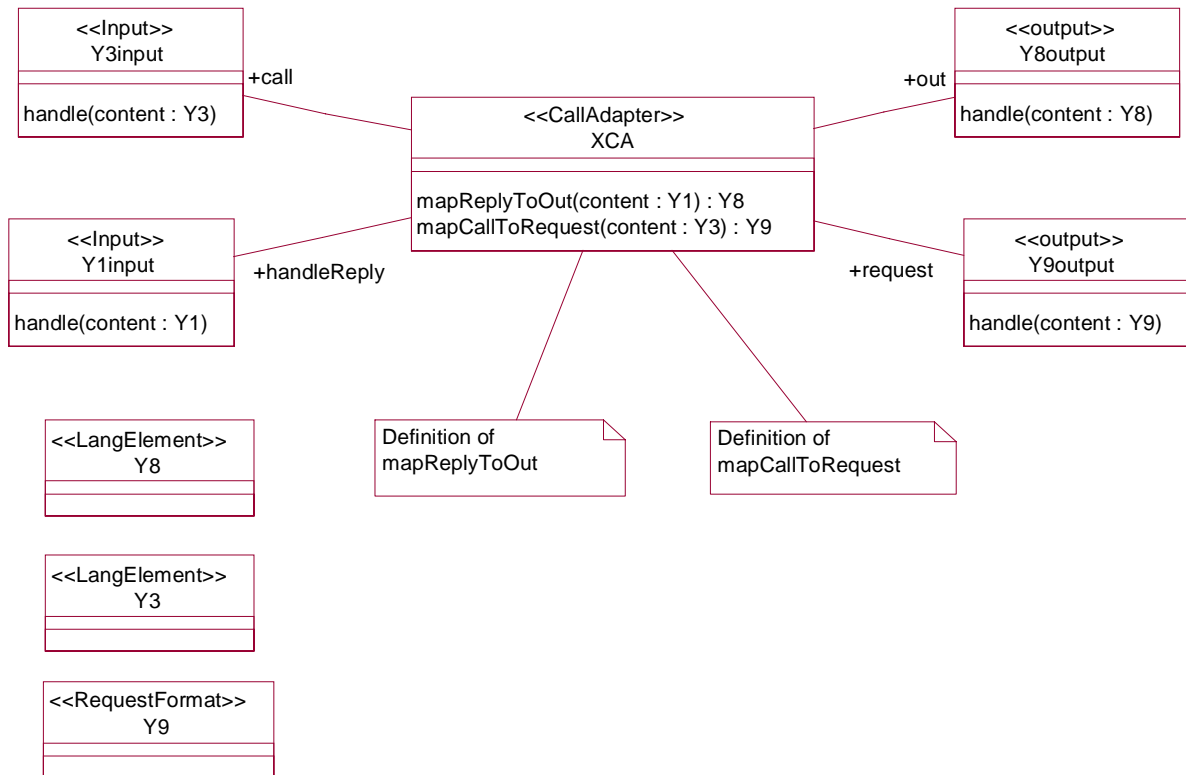 <<Input>>
Y3input
handle(content : Y3)
+call
<<output>>
Y8output
handle(content : Y8)
+out
<<CallAdapter>>
XCA
mapReplyToOut(content : Y1) : Y8
mapCallToRequest(content : Y3) : Y9
<<Input>>
Y1input
handle(content : Y1)
+handleReply
<<output>>
Y9output
handle(content : Y9)
+request
Definition of
mapReplyToOut
Definition of
mapCallToRequest
<<LangElement>>
Y8
<<LangElement>>
Y3
<<RequestFormat>>
Y9